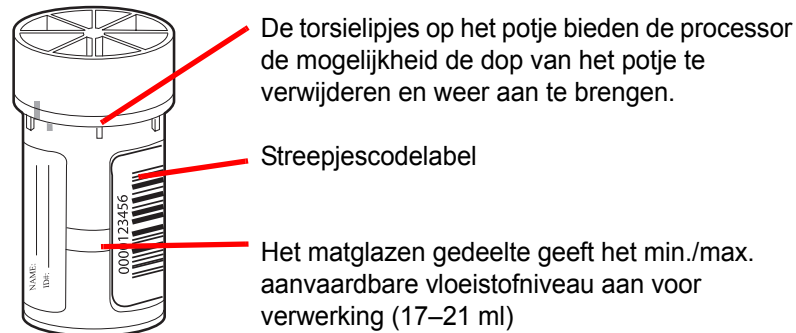 De torsielipjes op het potje bieden de processor
de mogelijkheid de dop van het potje te
verwijderen en weer aan te brengen.
Streepjescodelabel
Het matglazen gedeelte geeft het min./max.
aanvaardbare vloeistofniveau aan voor
verwerking (17–21 ml)
NAME:
ID#:
0000123456